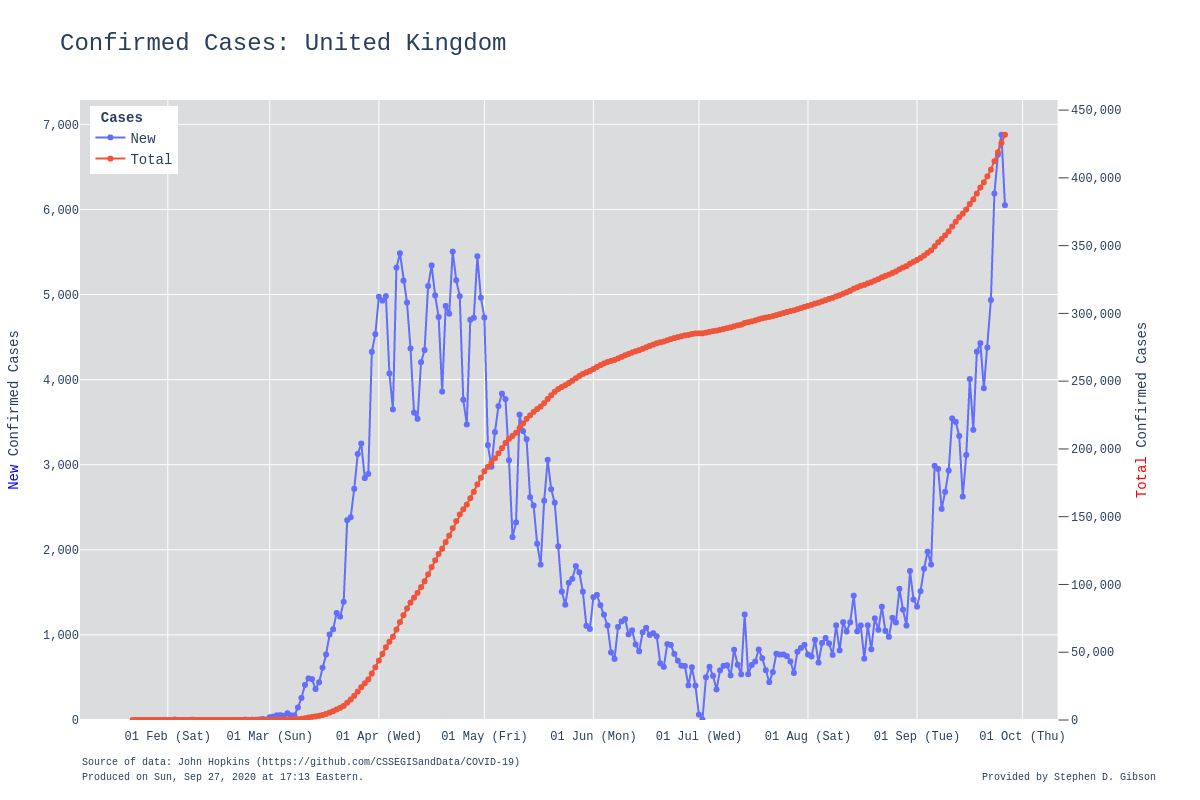 Confirmed Cases: United Kingdom
Cases
New
Total
7,000
6,000
5,000
4,000
3,000
2,000
1,000
0
450,000
400,000
350,000
300,000
250,000
200,000
150,000
100,000
50,000
0
New Confirmed Cases
Total Confirmed Cases
01 Feb (Sat) 01 Mar (Sun) 01 Apr (Wed) 01 May (Fri) 01 Jun (Mon) 01 Jul (Wed) 01 Aug (Sat) 01 Sep (Tue) 01 Oct (Thu)
Source of data: John Hopkins (https://github.com/CSSEGISandData/COVID-19)
Produced on Sun, Sep 27, 2020 at 17:13 Eastern.
Provided by Stephen D. Gibson